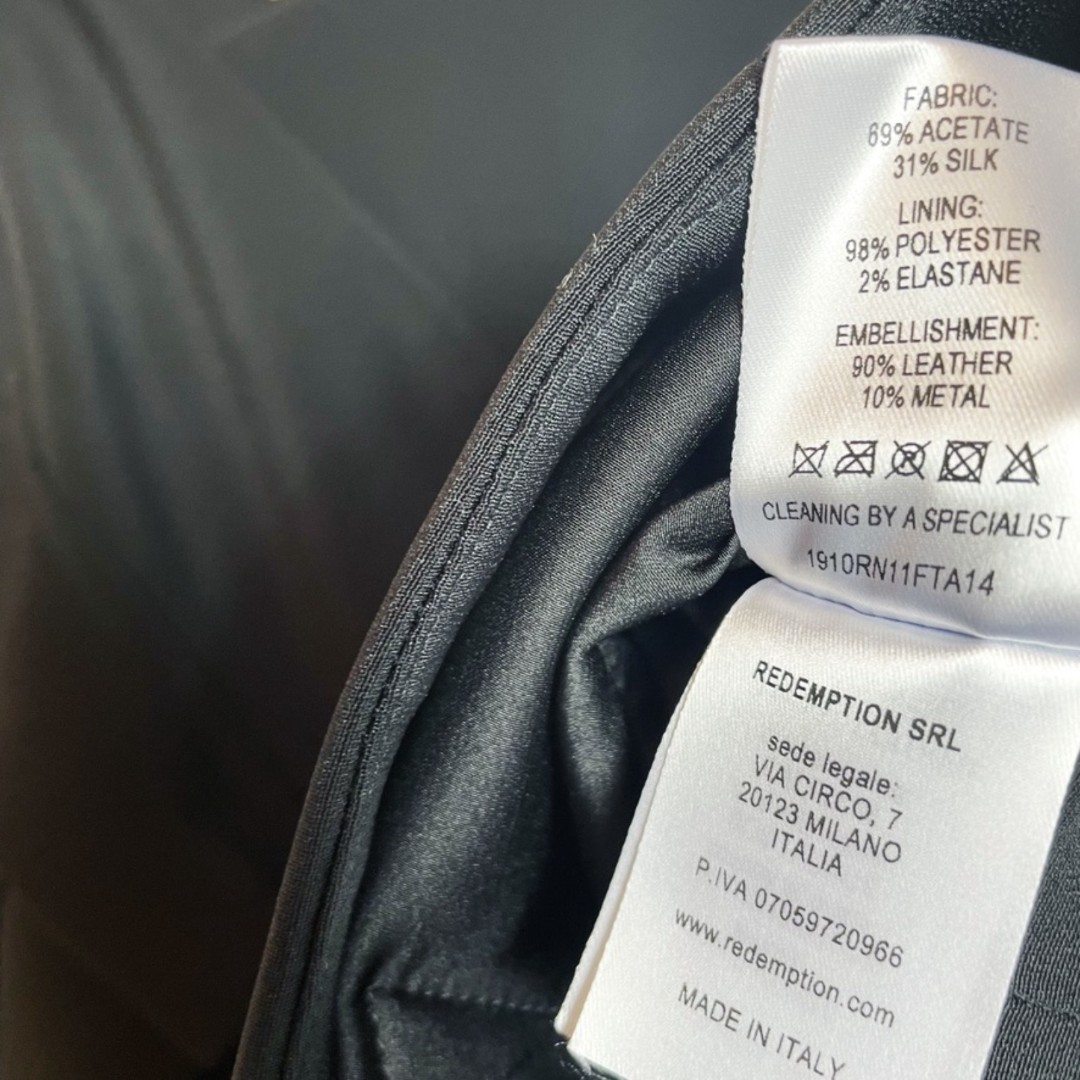 FABRIC:
69% ACETATE
31% SILK
LINING:
98% POLYESTER
2% ELASTANE
EMBELLISHMENT:
90% LEATHER
10% METAL
CLEANING BY A SPECIALIST
1910RN11FTA14
REDEMPTION SRL
sede legale:
VIA CIRCO, 7
20123 MILANO
ITALIA
P.IVA 07059720966
www.redemption.com
MADE IN ITALY